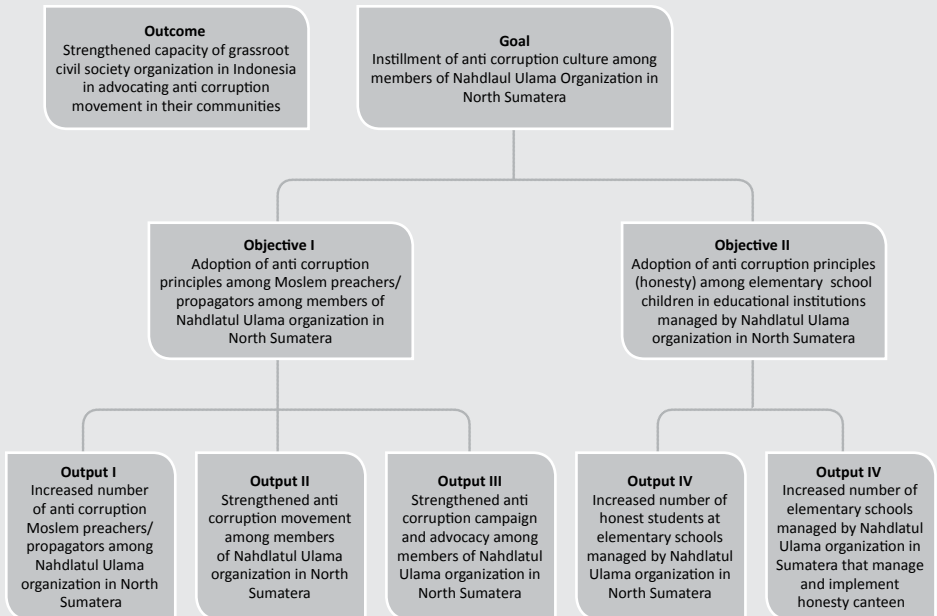 Outcome
Strengthened capacity of grassroot
civil society organization in Indonesia
in advocating anti corruption
movement in their communities
Goal
Instillment of anti corruption culture among
members of Nahdlaul Ulama Organization in
North Sumatera
Objective I
Adoption of anti corruption
principles among Moslem preachers/
propagators among members of
Nahdlatul Ulama organization in
North Sumatera
Objective II
Adoption of anti corruption principles
(honesty) among elementary school
children in educational institutions
managed by Nahdlatul Ulama
organization in North Sumatera
Output I
Increased number
of anti corruption
Moslem preachers/
propagators among
Nahdlatul Ulama
organization in North
Sumatera
Output II
Strengthened anti
corruption movement
among members
of Nahdlatul Ulama
organization in North
Sumatera
Output III
Strengthened anti
corruption campaign
and advocacy among
members of Nahdlatul
Ulama organization in
North Sumatera
Output IV
Increased number of
honest students at
elementary schools
managed by Nahdlatul
Ulama organization in
North Sumatera
Output IV
Increased number of
elementary schools
managed by Nahdlatul
Ulama organization in
Sumatera that manage
and implement
honesty canteen